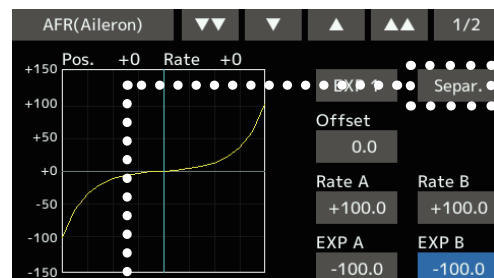 AFR(Aileron) ▼▼ ▼ ▲ ▲▲ 1/2
Pos. +0 Rate +0
+150
+100
+50
+0
-50
-100
-150
EXP 1 Separ.
Offset
0.0
Rate A Rate B
+100.0 +100.0
EXP A EXP B
-100.0 -100.0